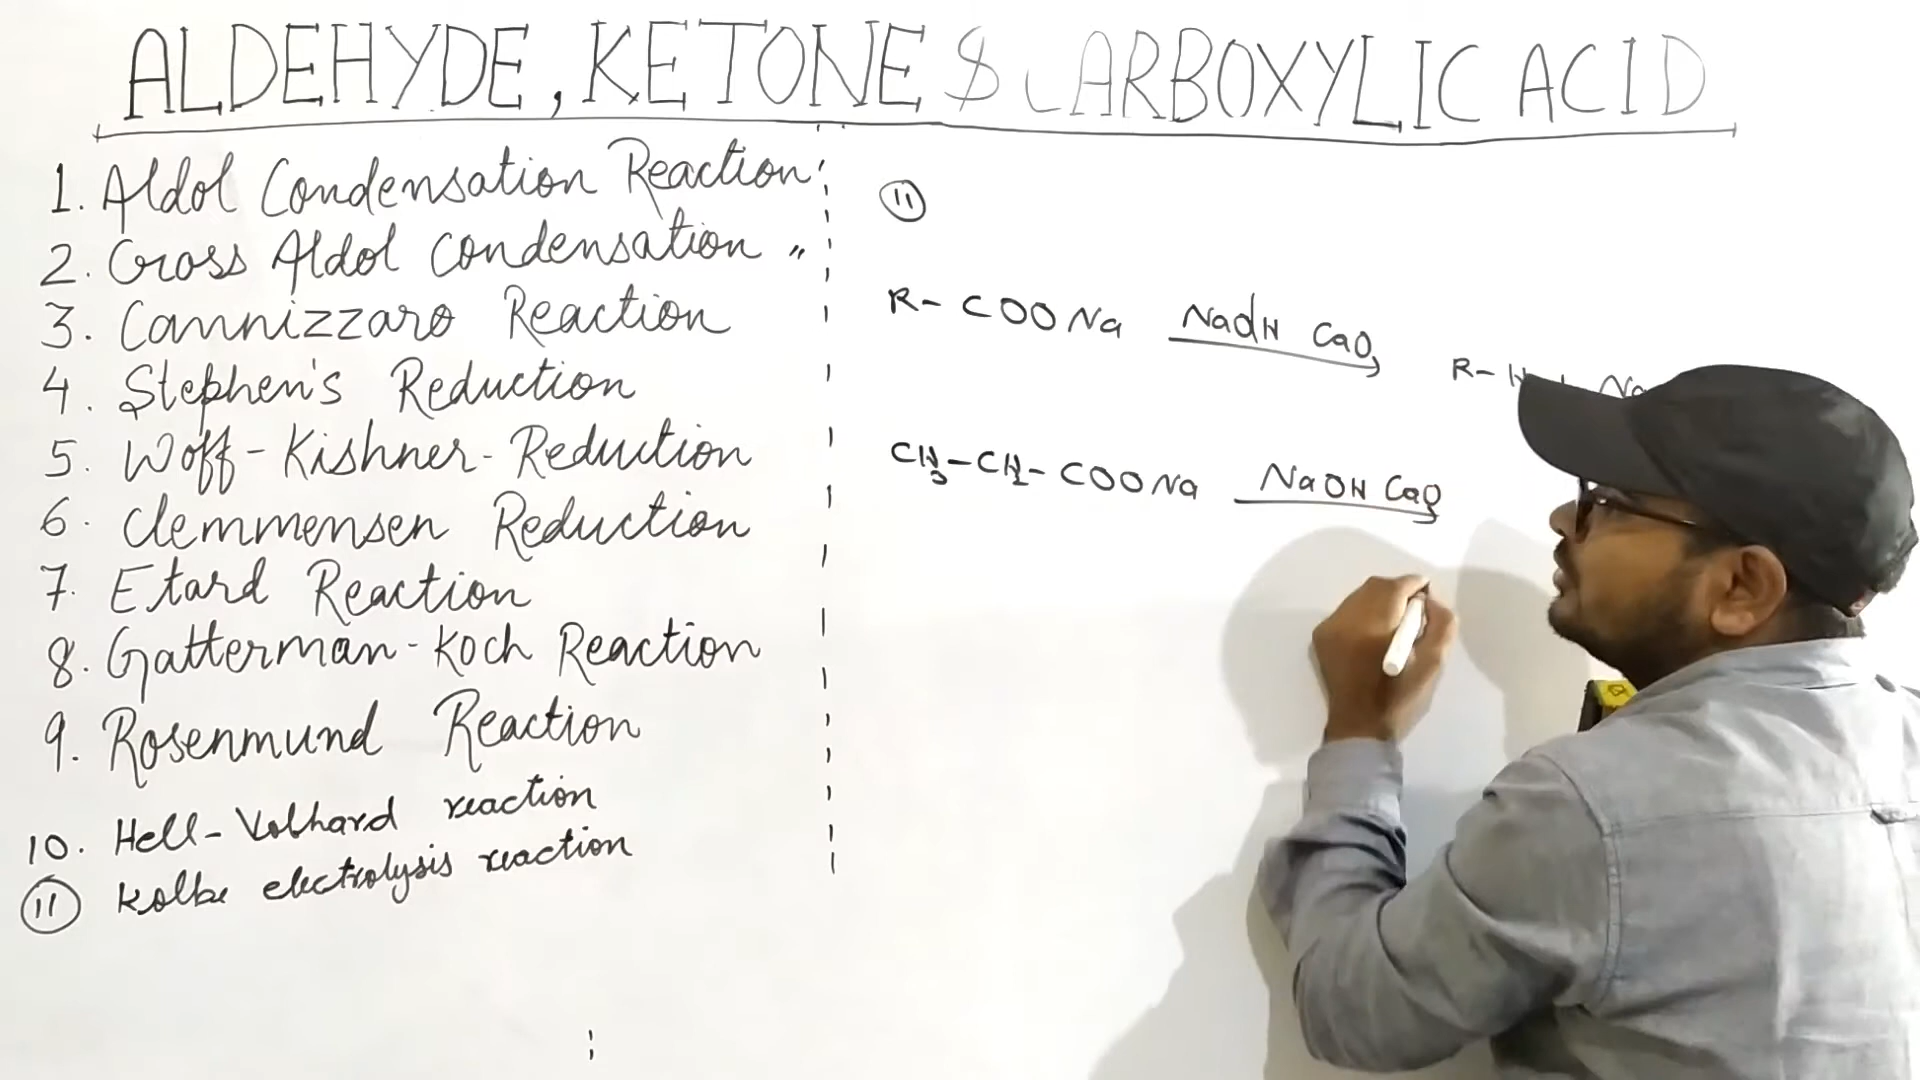 ALDEHYDE, KETONE $ CARBOXYLIC ACID
1. Aldol Condensation Reaction
2. Cross Aldol Condensation "
3. Cannizzaro Reaction
4. Stephen's Reduction
5. Woff-Kishner-Reduction
6. Clemmensen Reduction
7. Etard Reaction
8. Gatterman-Koch Reaction
9. Rosenmund Reaction
10. Hell-Volhard reaction
11 Kolbe electrolysis reaction
11
R-COONa NaOH CaO R-H + Na
CH3-CH2-COONa NaOH CaO